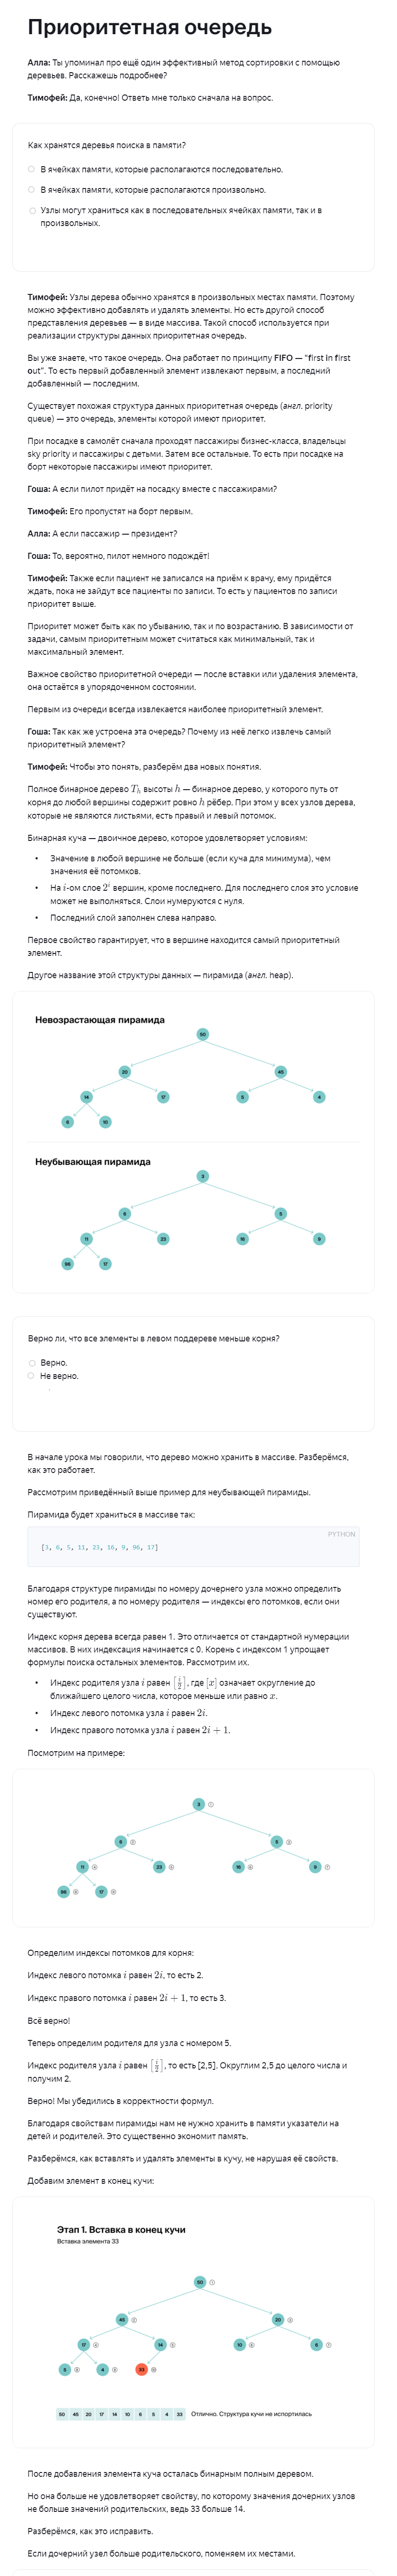 Приоритетная очередь
Алла: Ты упоминал про ещё один эффективный метод сортировки с помощью
деревьев. Расскажешь подробнее?
Тимофей: Да, конечно! Ответь мне только сначала на вопрос.
Как хранятся деревья поиска в памяти?
В ячейках памяти, которые располагаются последовательно.
В ячейках памяти, которые располагаются произвольно.
Узлы могут храниться как в последовательных ячейках памяти, так и в
произвольных.
Тимофей: Узлы дерева обычно хранятся в произвольных местах памяти. Поэтому
можно эффективно добавлять и удалять элементы. Но есть другой способ
представления деревьев — в виде массива. Такой способ используется при
реализации структуры данных приоритетная очередь.
Вы уже знаете, что такое очередь. Она работает по принципу FIFO — "first in first
out". То есть первый добавленный элемент извлекают первым, а последний
добавленный — последним.
Существует похожая структура данных приоритетная очередь (англ. priority
queue) — это очередь, элементы которой имеют приоритет.
При посадке в самолёт сначала проходят пассажиры бизнес-класса, владельцы
sky priority и пассажиры с детьми. Затем все остальные. То есть при посадке на
борт некоторые пассажиры имеют приоритет.
Гоша: А если пилот придёт на посадку вместе с пассажирами?
Тимофей: Его пропустят на борт первым.
Алла: А если пассажир — президент?
Гоша: То, вероятно, пилот немного подождёт!
Тимофей: Также если пациент не записался на приём к врачу, ему придётся
ждать, пока не зайдут все пациенты по записи. То есть у пациентов по записи
приоритет выше.
Приоритет может быть как по убыванию, так и по возрастанию. В зависимости от
задачи, самым приоритетным может считаться как минимальный, так и
максимальный элемент.
Важное свойство приоритетной очереди — после вставки или удаления элемента,
она остаётся в упорядоченном состоянии.
Первым из очереди всегда извлекается наиболее приоритетный элемент.
Гоша: Так как же устроена эта очередь? Почему из неё легко извлечь самый
приоритетный элемент?
Тимофей: Чтобы это понять, разберём два новых понятия.
Полное бинарное дерево Tₕ высоты h — бинарное дерево, у которого путь от
корня до любой вершины содержит ровно h рёбер. При этом у всех узлов дерева,
которые не являются листьями, есть правый и левый потомок.
Бинарная куча — двоичное дерево, которое удовлетворяет условиям:
• Значение в любой вершине не больше (если куча для минимума), чем
значения её потомков.
• На i-ом слое 2ⁱ вершин, кроме последнего. Для последнего слоя это условие
может не выполняться. Слои нумеруются с нуля.
• Последний слой заполнен слева направо.
Первое свойство гарантирует, что в вершине находится самый приоритетный
элемент.
Другое название этой структуры данных — пирамида (англ. heap).
Невозрастающая пирамида
50
20 45
14 17 5 4
6 10
Неубывающая пирамида
3
6 5
11 23 16 9
96 17
Верно ли, что все элементы в левом поддереве меньше корня?
Верно.
Не верно.
В начале урока мы говорили, что дерево можно хранить в массиве. Разберёмся,
как это работает.
Рассмотрим приведённый выше пример для неубывающей пирамиды.
Пирамида будет храниться в массиве так:
PYTHON
[3, 6, 5, 11, 23, 16, 9, 96, 17]
Благодаря структуре пирамиды по номеру дочернего узла можно определить
номер его родителя, а по номеру родителя — индексы его потомков, если они
существуют.
Индекс корня дерева всегда равен 1. Это отличается от стандартной нумерации
массивов. В них индексация начинается с 0. Корень с индексом 1 упрощает
формулы поиска остальных элементов. Рассмотрим их.
• Индекс родителя узла i равен [i/2], где [x] означает округление до
ближайшего целого числа, которое меньше или равно x.
• Индекс левого потомка узла i равен 2i.
• Индекс правого потомка узла i равен 2i + 1.
Посмотрим на примере:
3 1
6 2 5 3
11 4 23 5 16 6 9 7
96 8 17 9
Определим индексы потомков для корня:
Индекс левого потомка i равен 2i, то есть 2.
Индекс правого потомка i равен 2i + 1, то есть 3.
Всё верно!
Теперь определим родителя для узла с номером 5.
Индекс родителя узла i равен [i/2], то есть [2,5]. Округлим 2,5 до целого числа и
получим 2.
Верно! Мы убедились в корректности формул.
Благодаря свойствам пирамиды нам не нужно хранить в памяти указатели на
детей и родителей. Это существенно экономит память.
Разберёмся, как вставлять и удалять элементы в кучу, не нарушая её свойств.
Добавим элемент в конец кучи:
Этап 1. Вставка в конец кучи
Вставка элемента 33
50 1
45 2 20 3
17 4 14 5 10 6 6 7
5 8 4 9 33 10
50 45 20 17 14 10 6 5 4 33 Отлично. Структура кучи не испортилась
После добавления элемента куча осталась бинарным полным деревом.
Но она больше не удовлетворяет свойству, по которому значения дочерних узлов
не больше значений родительских, ведь 33 больше 14.
Разберёмся, как это исправить.
Если дочерний узел больше родительского, поменяем их местами.